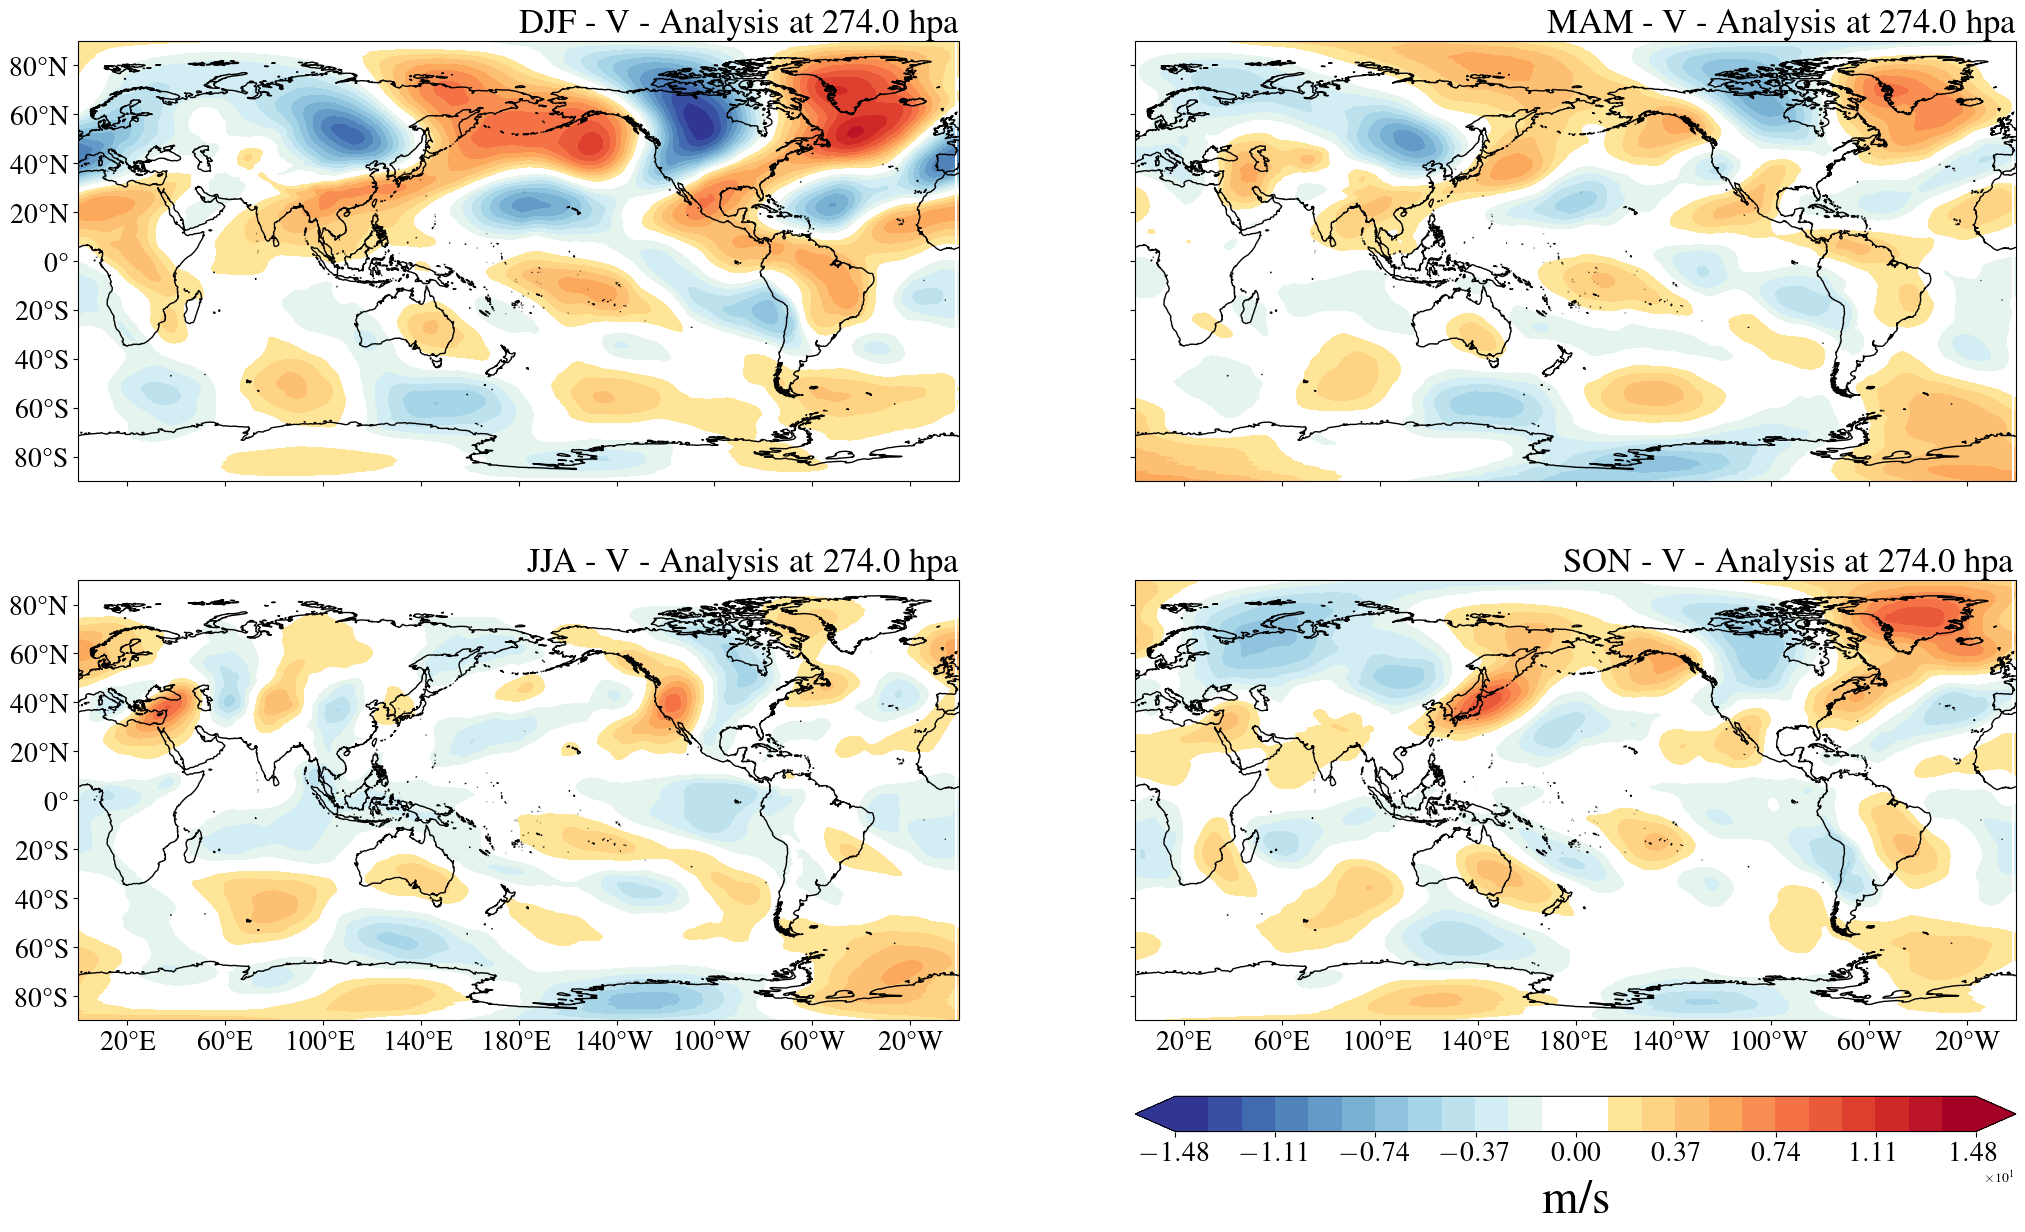 DJF - V - Analysis at 274.0 hpa
MAM - V - Analysis at 274.0 hpa
80°N
60°N
40°N
20°N
0°
20°S
40°S
60°S
80°S
JJA - V - Analysis at 274.0 hpa
SON - V - Analysis at 274.0 hpa
80°N
60°N
40°N
20°N
0°
20°S
40°S
60°S
80°S
20°E 60°E 100°E 140°E 180°E 140°W 100°W 60°W 20°W
20°E 60°E 100°E 140°E 180°E 140°W 100°W 60°W 20°W
−1.48 −1.11 −0.74 −0.37 0.00 0.37 0.74 1.11 1.48
×10¹
m/s